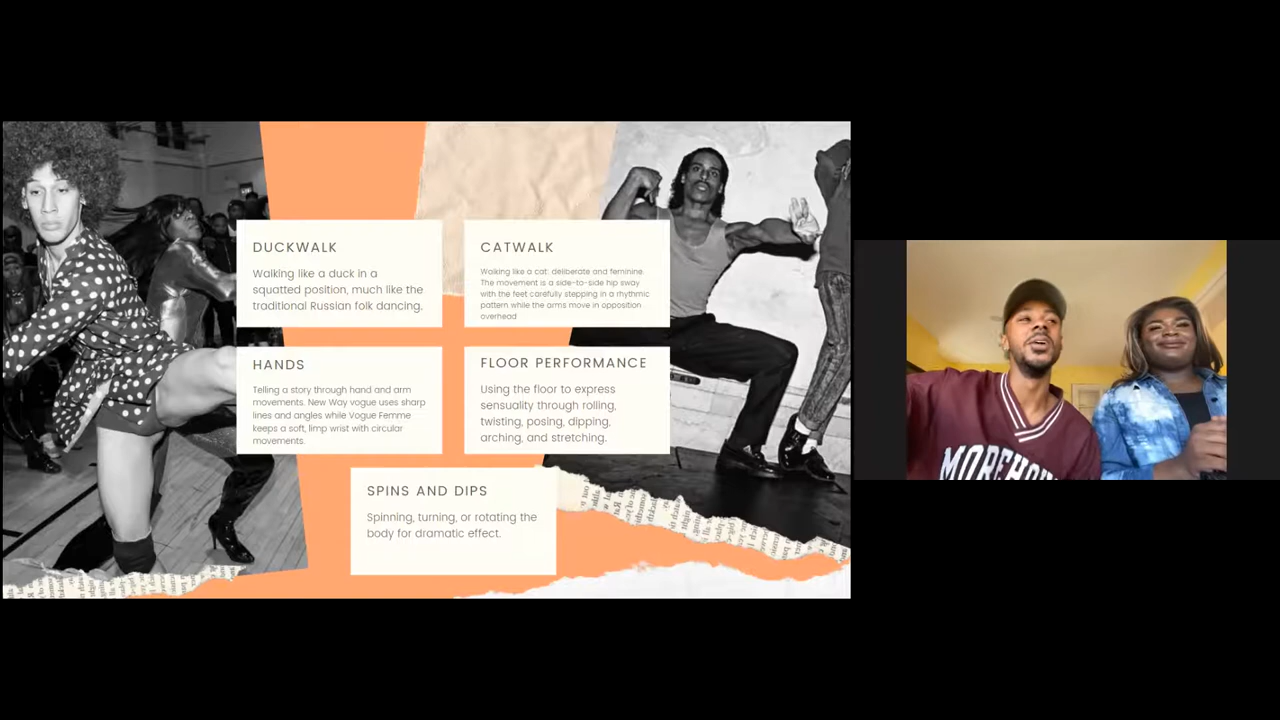 DUCKWALK
Walking like a duck in a
squatted position, much like the
traditional Russian folk dancing.
CATWALK
Walking like a cat: deliberate and feminine.
The movement is a side-to-side hip sway
with the feet carefully stepping in a rhythmic
pattern while the arms move in opposition
overhead
HANDS
Telling a story through hand and arm
movements. New Way vogue uses sharp
lines and angles while Vogue Femme
keeps a soft, limp wrist with circular
movements.
FLOOR PERFORMANCE
Using the floor to express
sensuality through rolling,
twisting, posing, dipping,
arching, and stretching.
SPINS AND DIPS
Spinning, turning, or rotating the
body for dramatic effect.